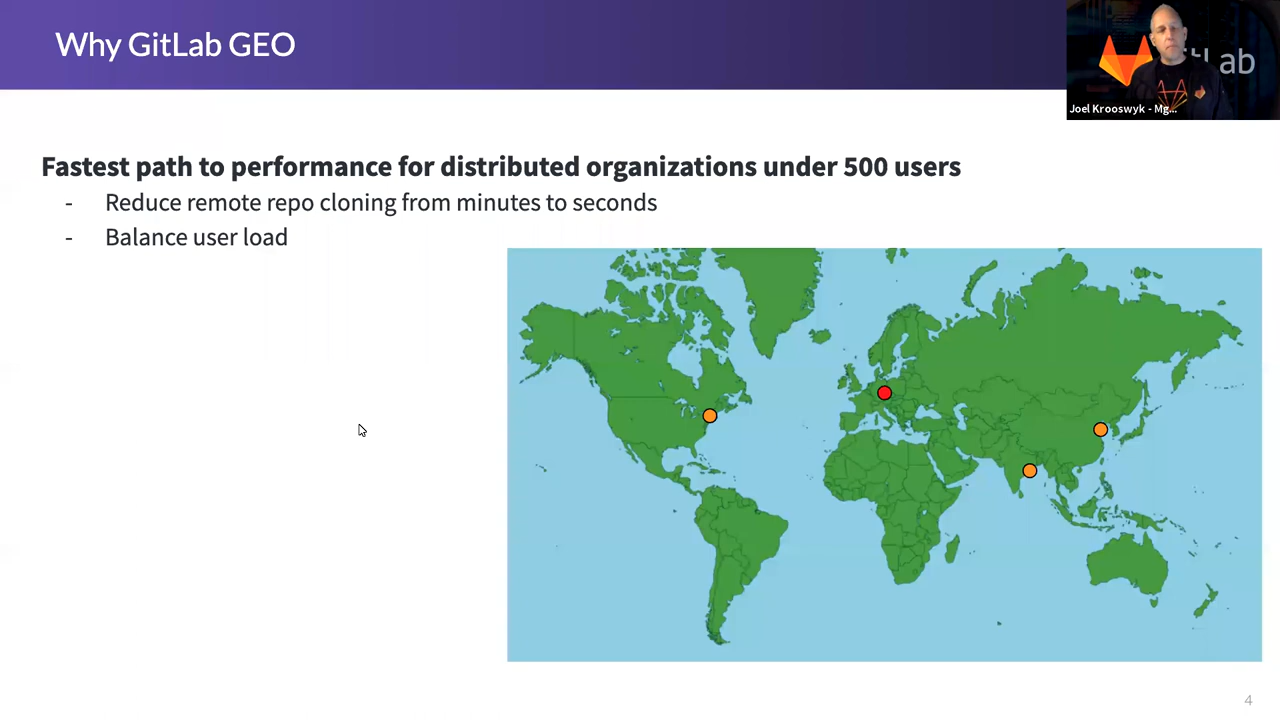 Why GitLab GEO
itLab
Joel Krooswyk - Mg...
Fastest path to performance for distributed organizations under 500 users
- Reduce remote repo cloning from minutes to seconds
- Balance user load
4